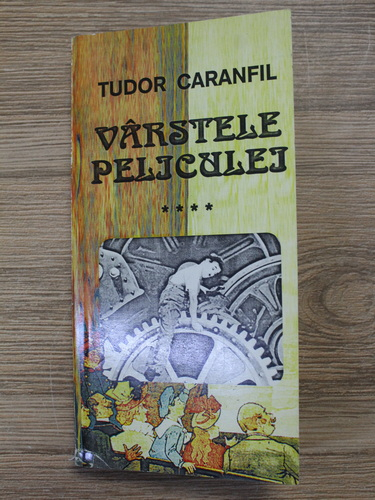 TUDOR CARANFIL
VÂRSTELE
PELICULEI
****